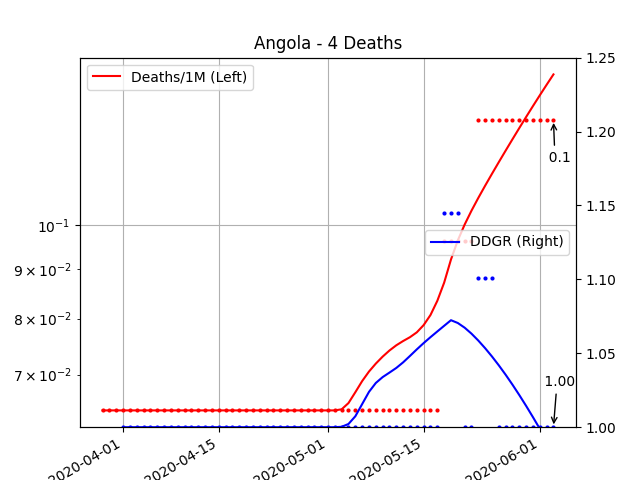 Angola - 4 Deaths
Deaths/1M (Left)
DDGR (Right)
10⁻¹
9 × 10⁻²
8 × 10⁻²
7 × 10⁻²
1.25
1.20
1.15
1.10
1.05
1.00
0.1
1.00
2020-04-01
2020-04-15
2020-05-01
2020-05-15
2020-06-01